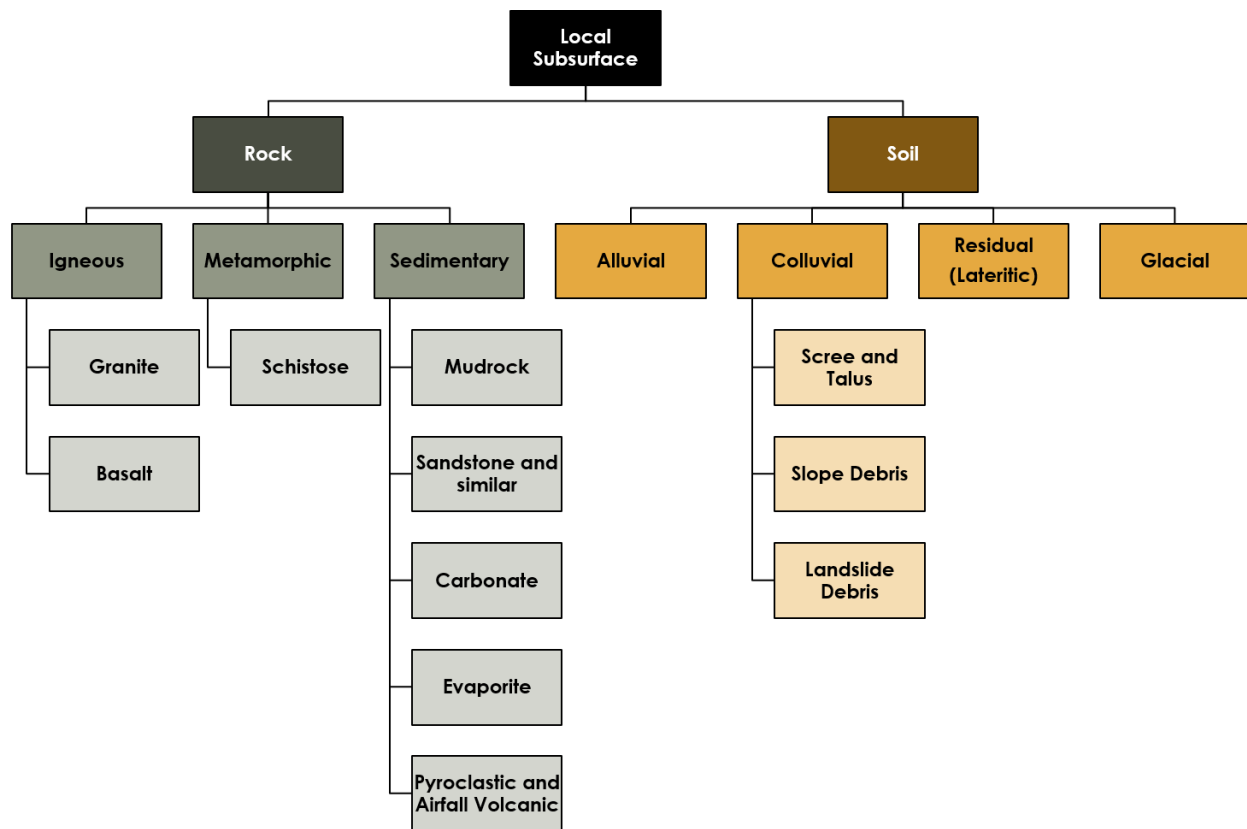 Local
Subsurface
Rock
Soil
Igneous
Metamorphic
Sedimentary
Alluvial
Colluvial
Residual
(Lateritic)
Glacial
Granite
Schistose
Mudrock
Scree and
Talus
Basalt
Sandstone and
similar
Slope Debris
Carbonate
Landslide
Debris
Evaporite
Pyroclastic and
Airfall Volcanic